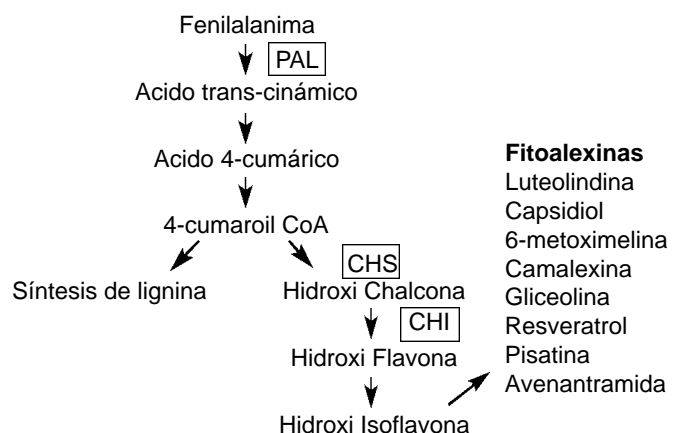 Fenilalanima
PAL
Acido trans-cinámico
Acido 4-cumárico
4-cumaroil CoA
Síntesis de lignina
CHS
Hidroxi Chalcona
CHI
Hidroxi Flavona
Hidroxi Isoflavona
Fitoalexinas
Luteolindina
Capsidiol
6-metoximelina
Camalexina
Gliceolina
Resveratrol
Pisatina
Avenantramida